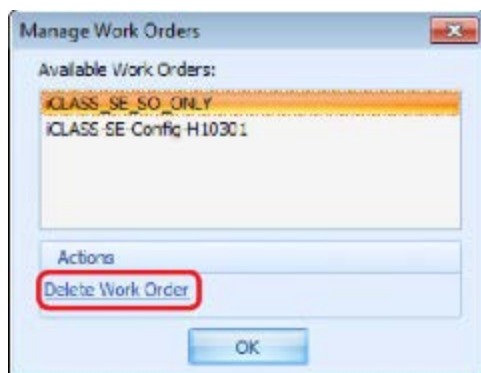 Manage Work Orders
Available Work Orders:
iCLASS_SE_SO_ONLY
iCLASS-SE-Config-H10301
Actions
Delete Work Order
OK